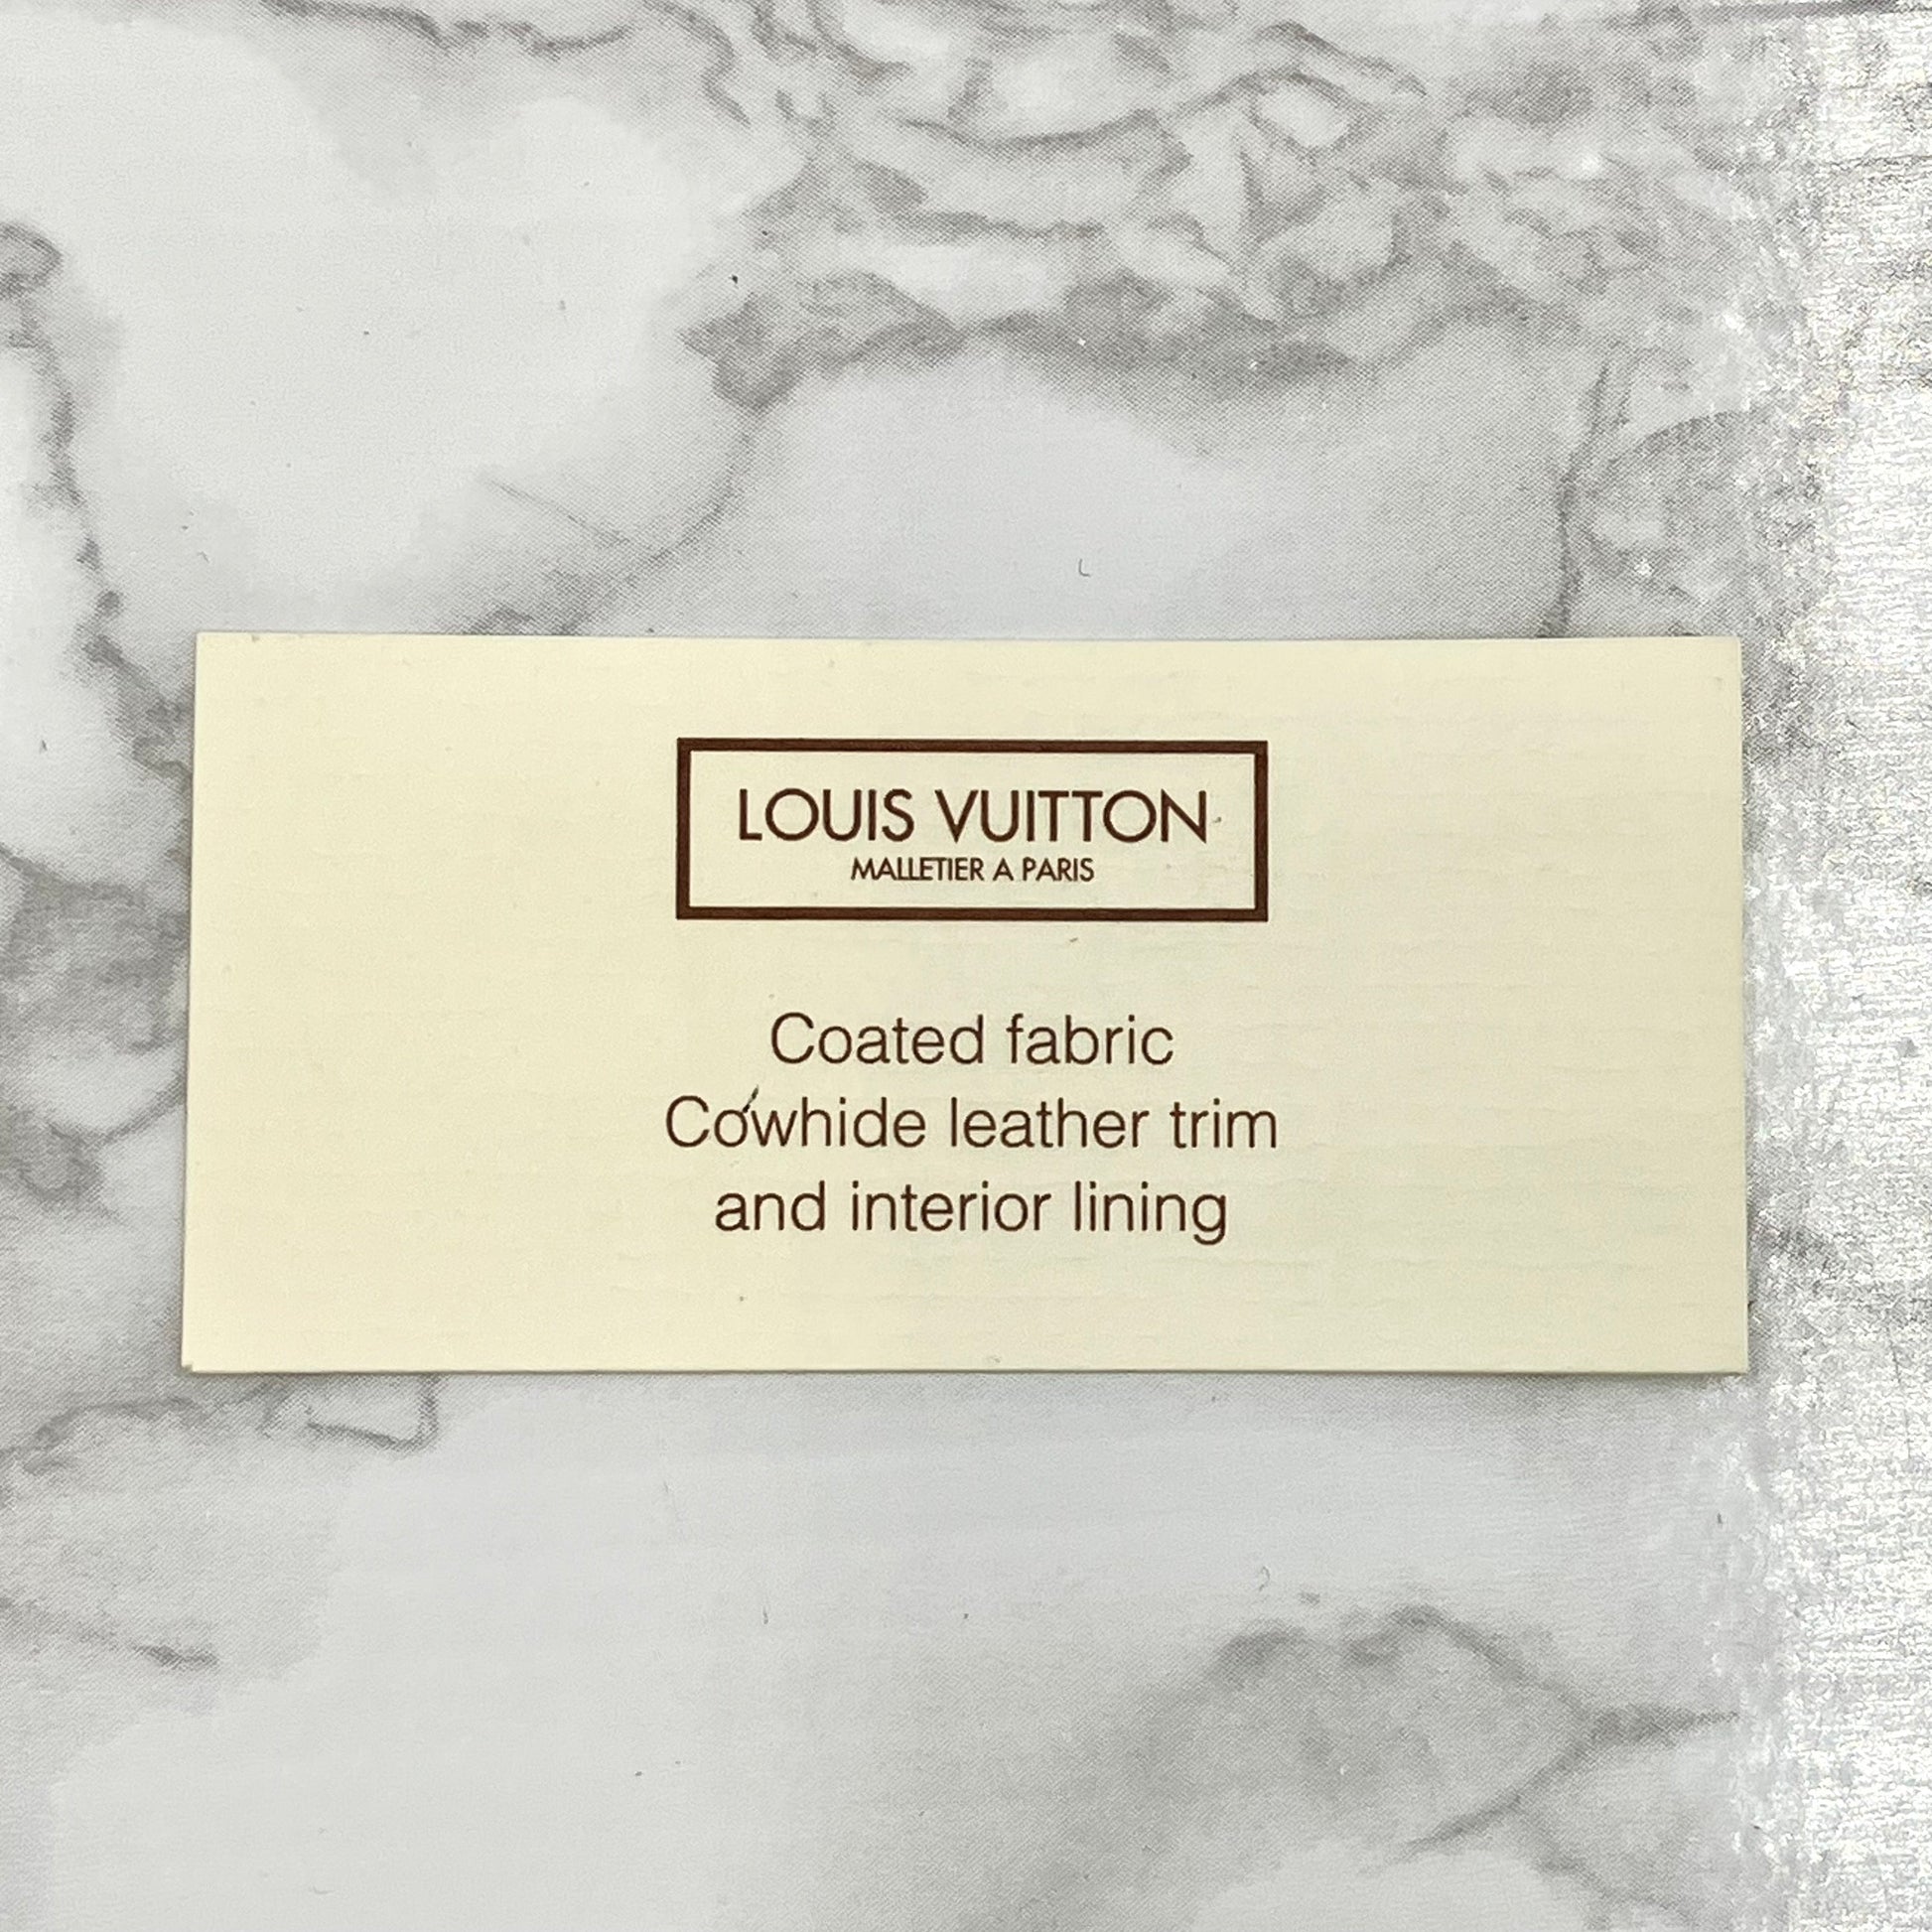 LOUIS VUITTON
MALLETIER A PARIS
Coated fabric
Cowhide leather trim
and interior lining